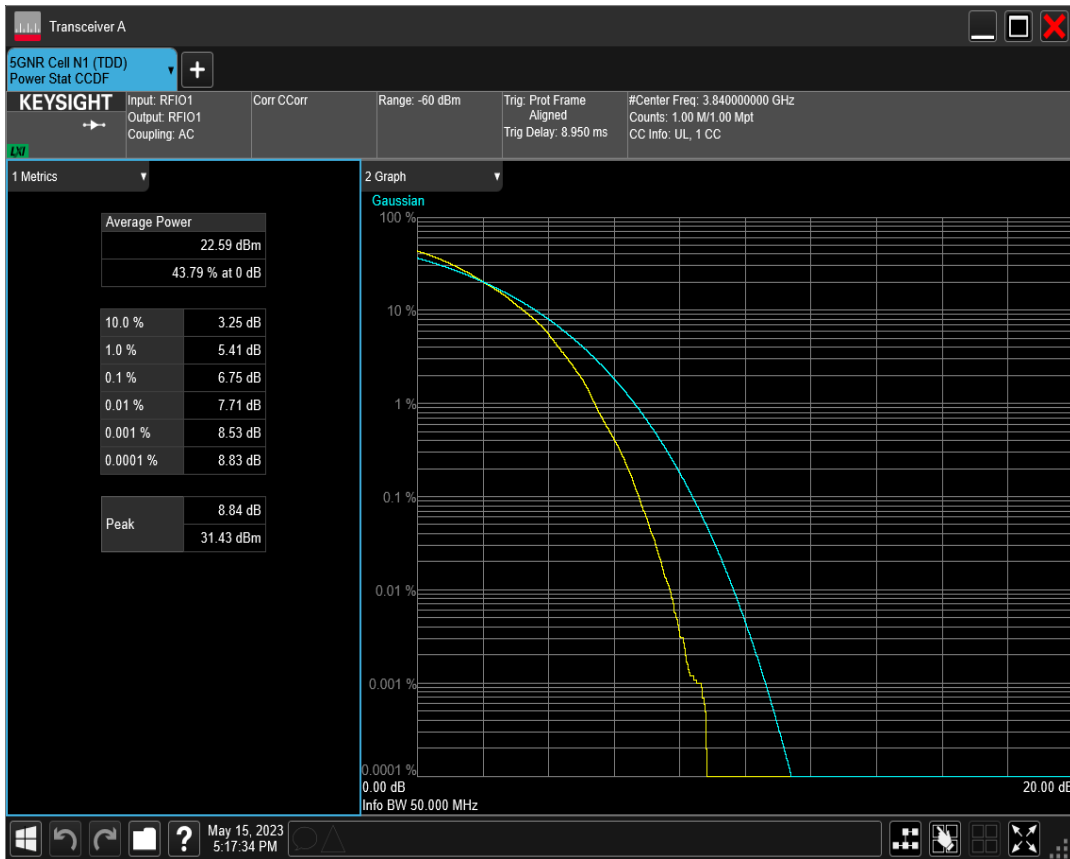 Transceiver A
5GNR Cell N1 (TDD)
Power Stat CCDF
+
KEYSIGHT
LXI
Input: RFIO1
Output: RFIO1
Coupling: AC
Corr CCorr
Range: -60 dBm
Trig: Prot Frame
Aligned
Trig Delay: 8.950 ms
#Center Freq: 3.840000000 GHz
Counts: 1.00 M/1.00 Mpt
CC Info: UL, 1 CC
1 Metrics
Average Power
22.59 dBm
43.79 % at 0 dB
10.0 % 3.25 dB
1.0 % 5.41 dB
0.1 % 6.75 dB
0.01 % 7.71 dB
0.001 % 8.53 dB
0.0001 % 8.83 dB
Peak 8.84 dB
31.43 dBm
2 Graph
Gaussian
100 %
10 %
1 %
0.1 %
0.01 %
0.001 %
0.0001 %
0.00 dB 20.00 dB
Info BW 50.000 MHz
?
May 15, 2023
5:17:34 PM